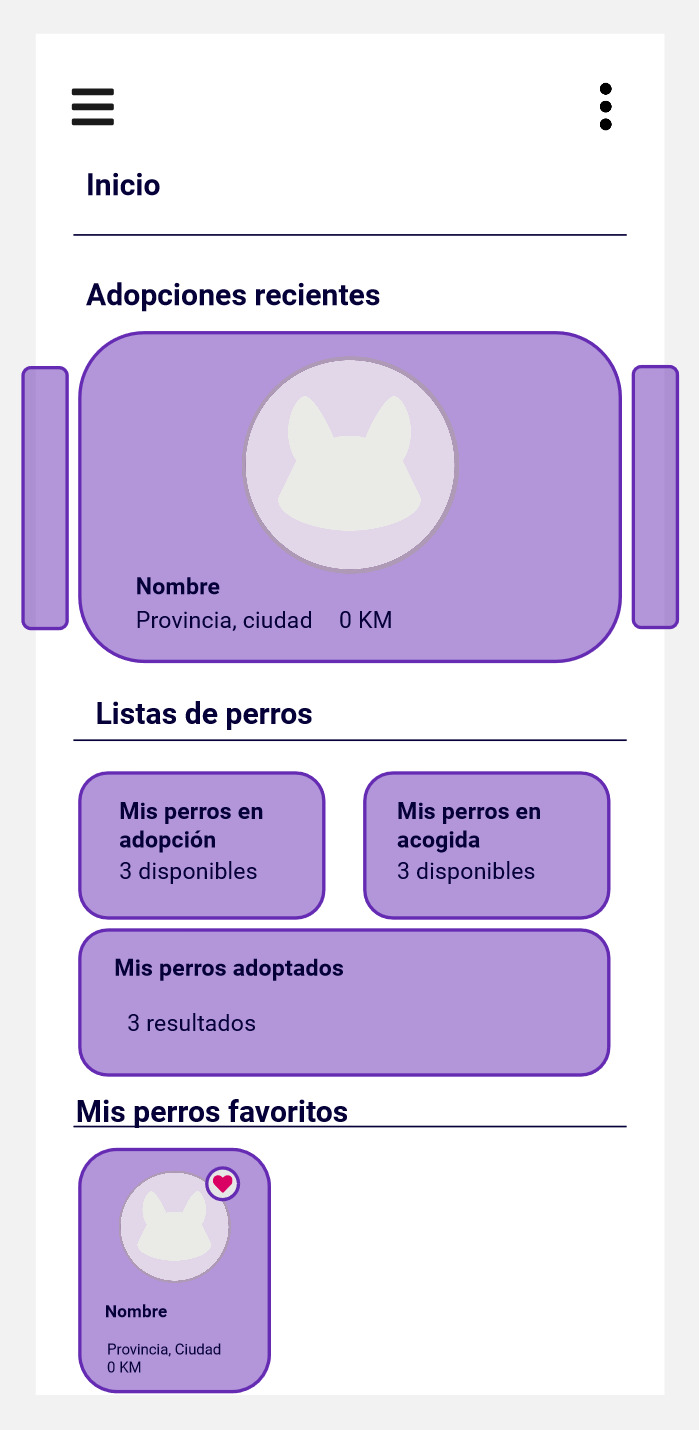 Inicio
Adopciones recientes
Nombre
Provincia, ciudad 0 KM
Listas de perros
Mis perros en
adopción
3 disponibles
Mis perros en
acogida
3 disponibles
Mis perros adoptados
3 resultados
Mis perros favoritos
Nombre
Provincia, Ciudad
0 KM